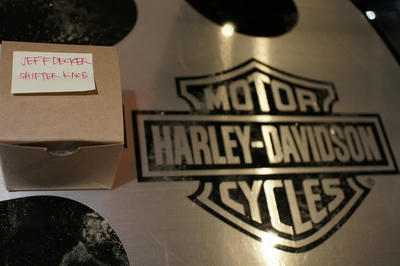 JEFF DECKER
SHIFTER KNOB
MOTOR
HARLEY-DAVIDSON
CYCLES
®